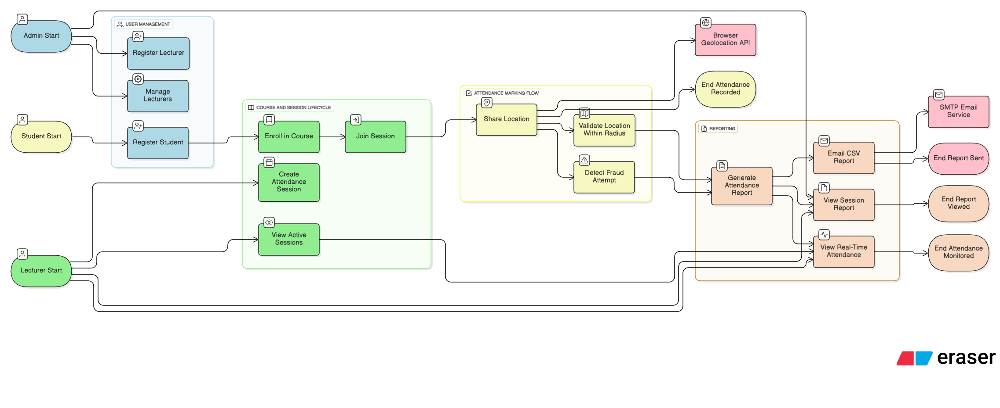 Admin Start
USER MANAGEMENT
Register Lecturer
Manage
Lecturers
Student Start
Register Student
COURSE AND SESSION LIFECYCLE
Enroll in Course
Join Session
Create
Attendance
Session
View Active
Sessions
Lecturer Start
ATTENDANCE MARKING FLOW
Share Location
Validate Location
Within Radius
Detect Fraud
Attempt
Browser
Geolocation API
End Attendance
Recorded
REPORTING
Generate
Attendance
Report
Email CSV
Report
View Session
Report
View Real-Time
Attendance
SMTP Email
Service
End Report Sent
End Report
Viewed
End Attendance
Monitored
eraser